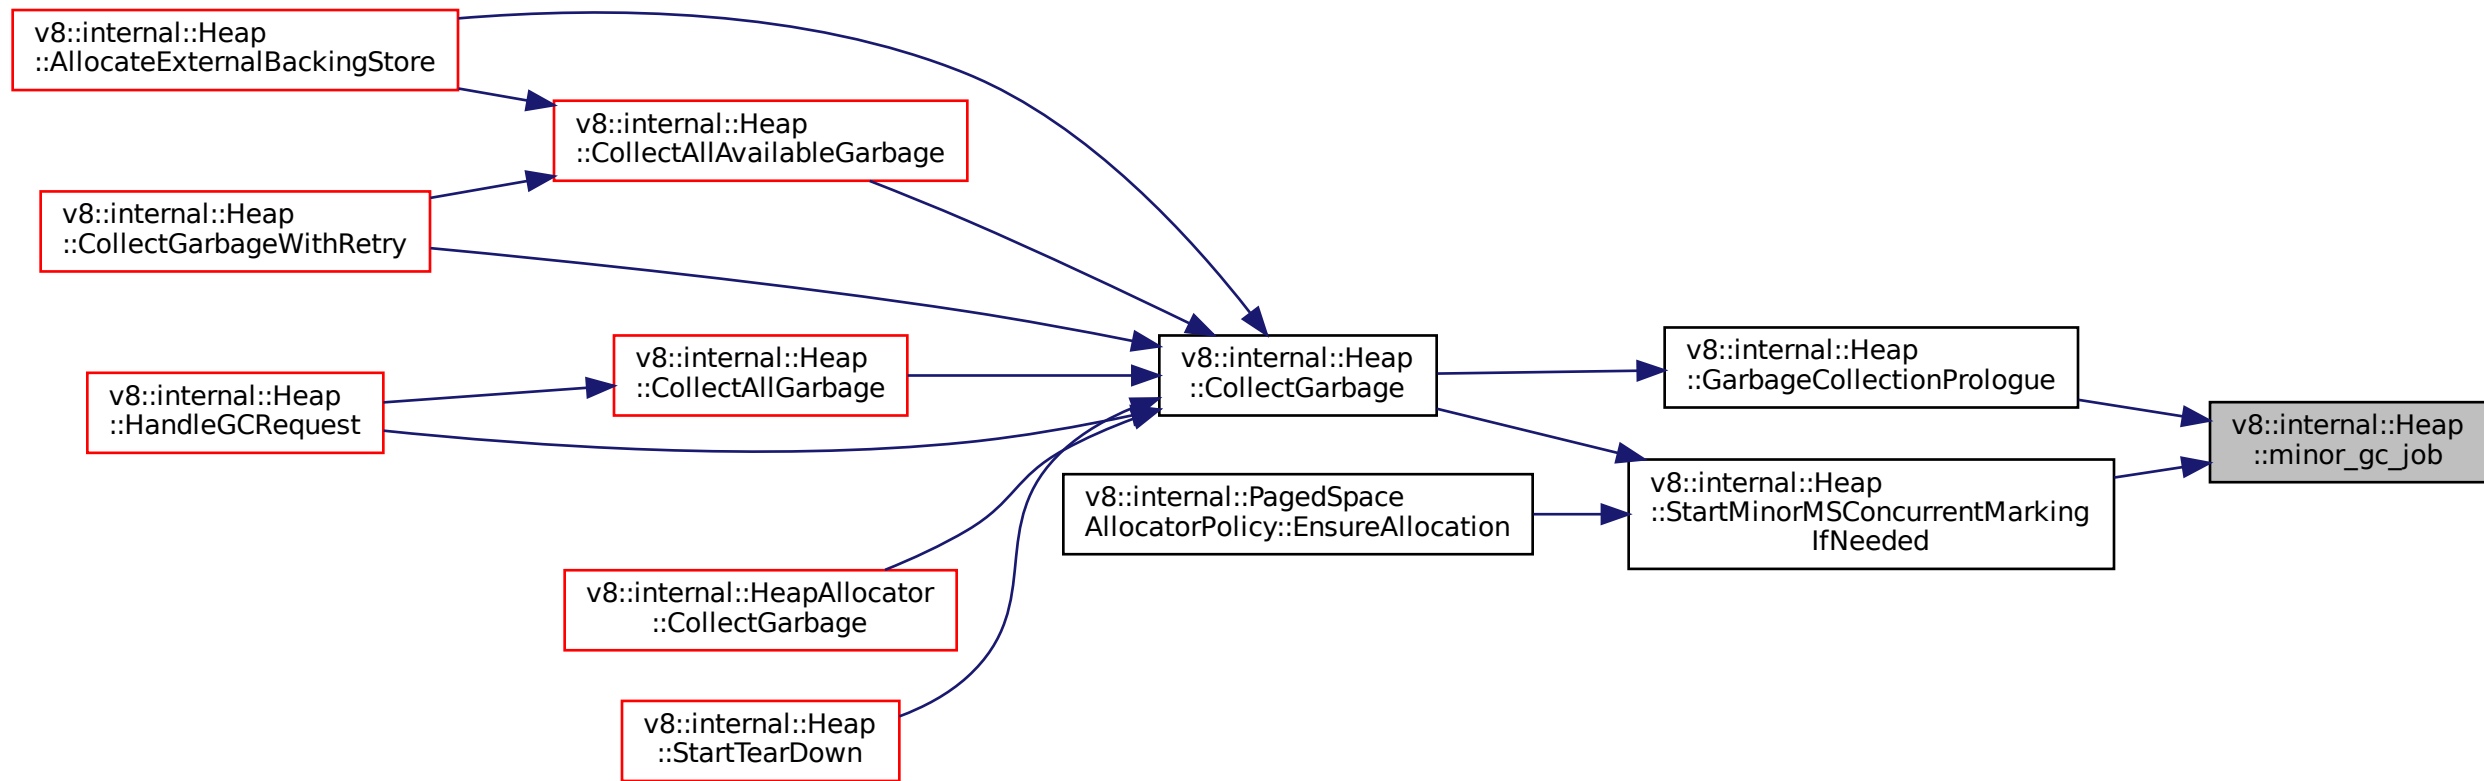 v8::internal::Heap
::AllocateExternalBackingStore
v8::internal::Heap
::CollectAllAvailableGarbage
v8::internal::Heap
::CollectGarbageWithRetry
v8::internal::Heap
::CollectAllGarbage
v8::internal::Heap
::HandleGCRequest
v8::internal::Heap
::CollectGarbage
v8::internal::Heap
::GarbageCollectionPrologue
v8::internal::Heap
::minor_gc_job
v8::internal::Heap
::StartMinorMSConcurrentMarking
IfNeeded
v8::internal::PagedSpace
AllocatorPolicy::EnsureAllocation
v8::internal::HeapAllocator
::CollectGarbage
v8::internal::Heap
::StartTearDown